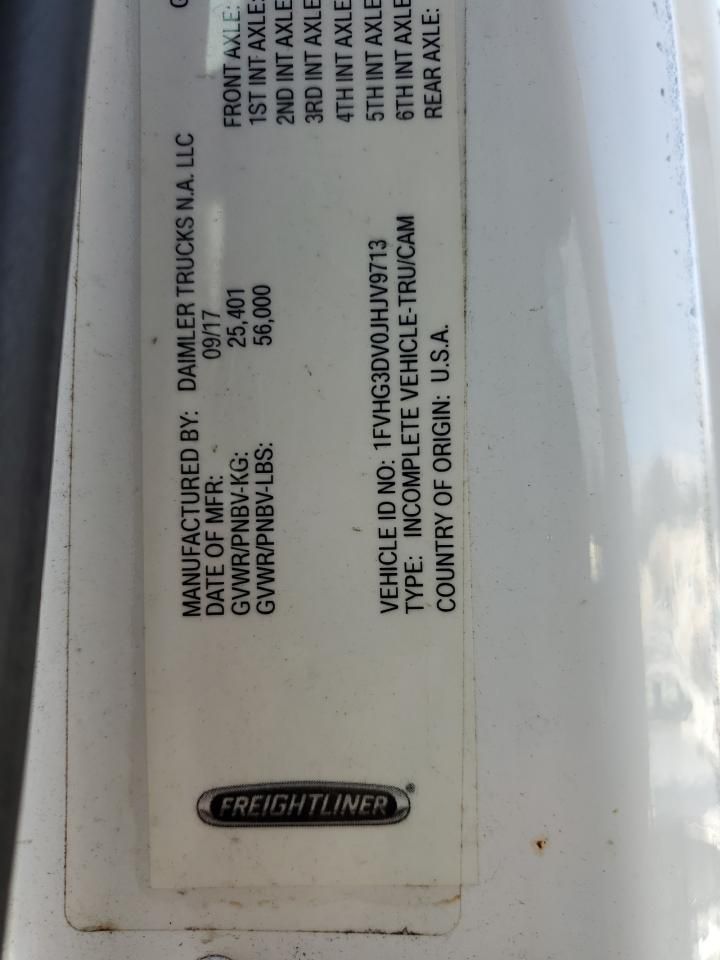 MANUFACTURED BY: DAIMLER TRUCKS N.A. LLC
DATE OF MFR: 09/17
GVWR/PNBV-KG: 25,401
GVWR/PNBV-LBS: 56,000
FRONT AXLE:
1ST INT AXLE:
2ND INT AXLE
3RD INT AXLE
4TH INT AXLE
5TH INT AXLE
6TH INT AXLE
REAR AXLE:
VEHICLE ID NO: 1FVHG3DV0JHJV9713
TYPE: INCOMPLETE VEHICLE-TRU/CAM
COUNTRY OF ORIGIN: U.S.A.
FREIGHTLINER®